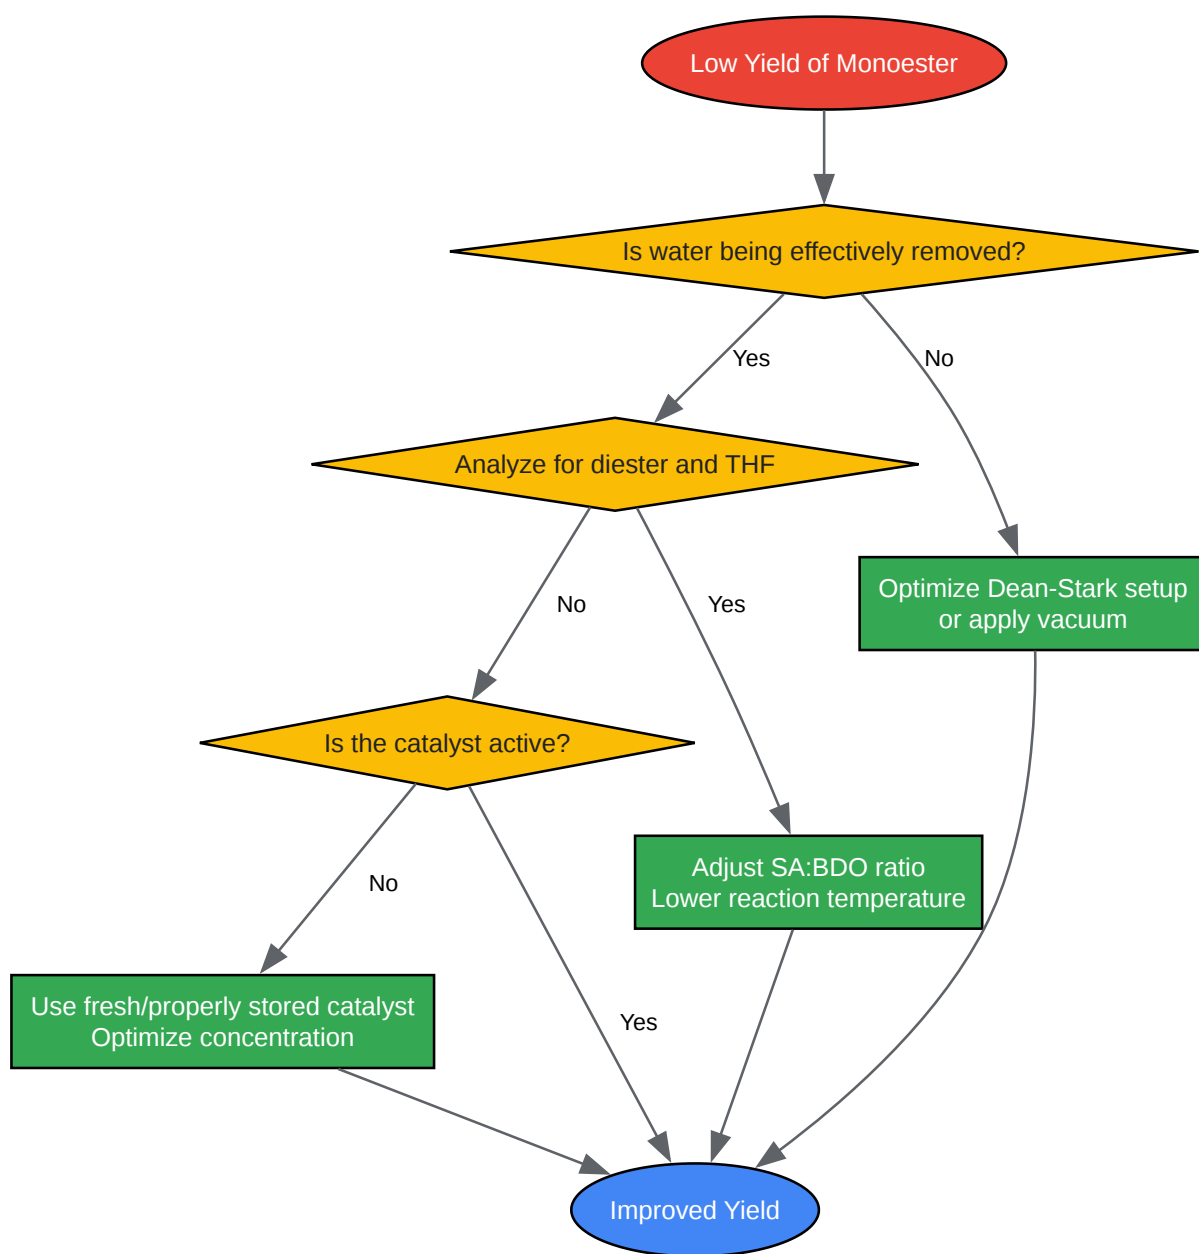 Low Yield of Monoester
Is water being effectively removed?
Yes
No
Analyze for diester and THF
No
Yes
Optimize Dean-Stark setup
or apply vacuum
Is the catalyst active?
No
Yes
Adjust SA:BDO ratio
Lower reaction temperature
Use fresh/properly stored catalyst
Optimize concentration
Improved Yield